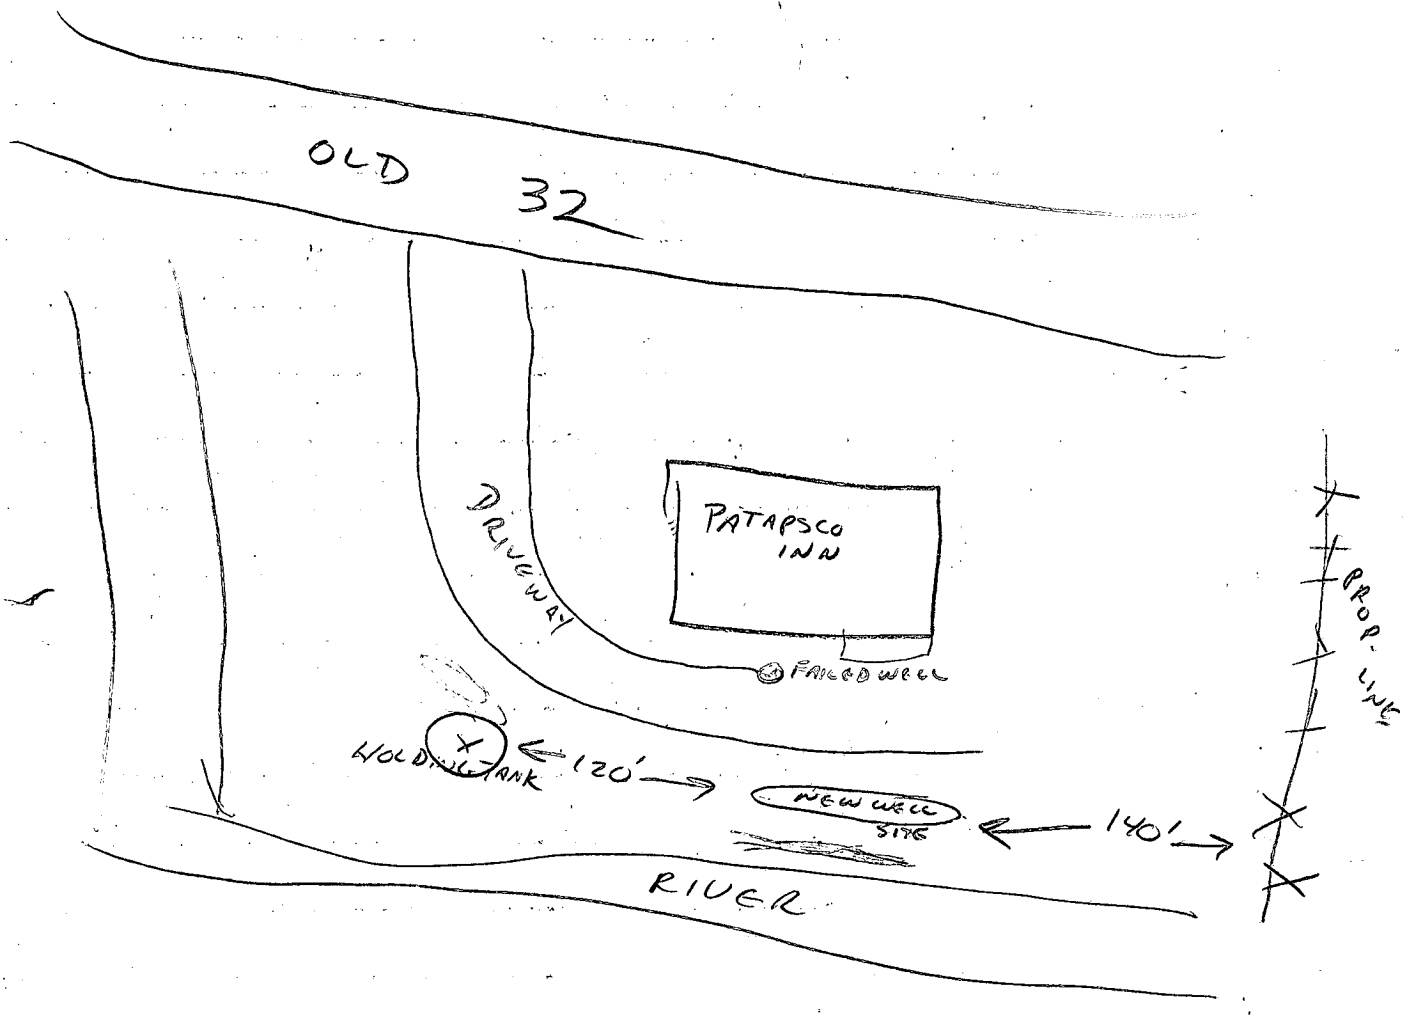 OLD 32
DRIVEWAY
PATAPSCO
INN
FAILED WELL
PROP. LINE
HOLDING TANK
120'
NEW WELL
SITE
140'
RIVER